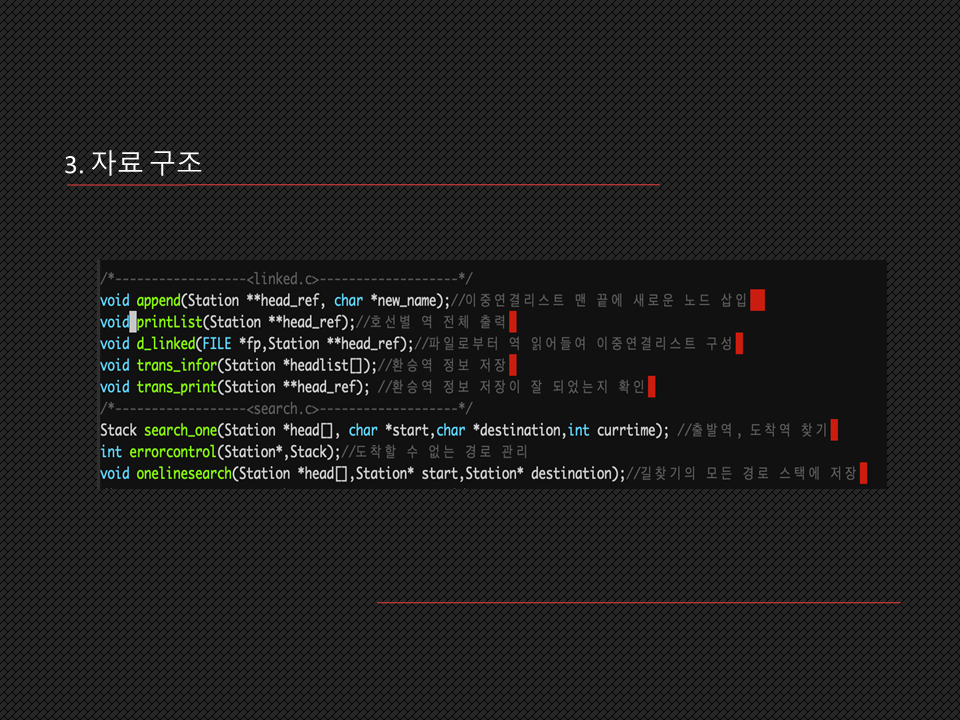 3. 자료 구조
/*------------------<linked.c>-------------------*/
void append(Station **head_ref, char *new_name);//이중연결리스트 맨 끝에 새로운 노드 삽입
void printList(Station **head_ref);//호선별 역 전체 출력
void d_linked(FILE *fp,Station **head_ref);//파일로부터 역 읽어들여 이중연결리스트 구성
void trans_infor(Station *headlist[]);//환승역 정보 저장
void trans_print(Station **head_ref); //환승역 정보 저장이 잘 되었는지 확인
/*------------------<search.c>-------------------*/
Stack search_one(Station *head[], char *start,char *destination,int currtime); //출발역, 도착역 찾기
int errorcontrol(Station*,Stack);//도착할 수 없는 경로 관리
void onelinesearch(Station *head[],Station* start,Station* destination);//길찾기의 모든 경로 스택에 저장